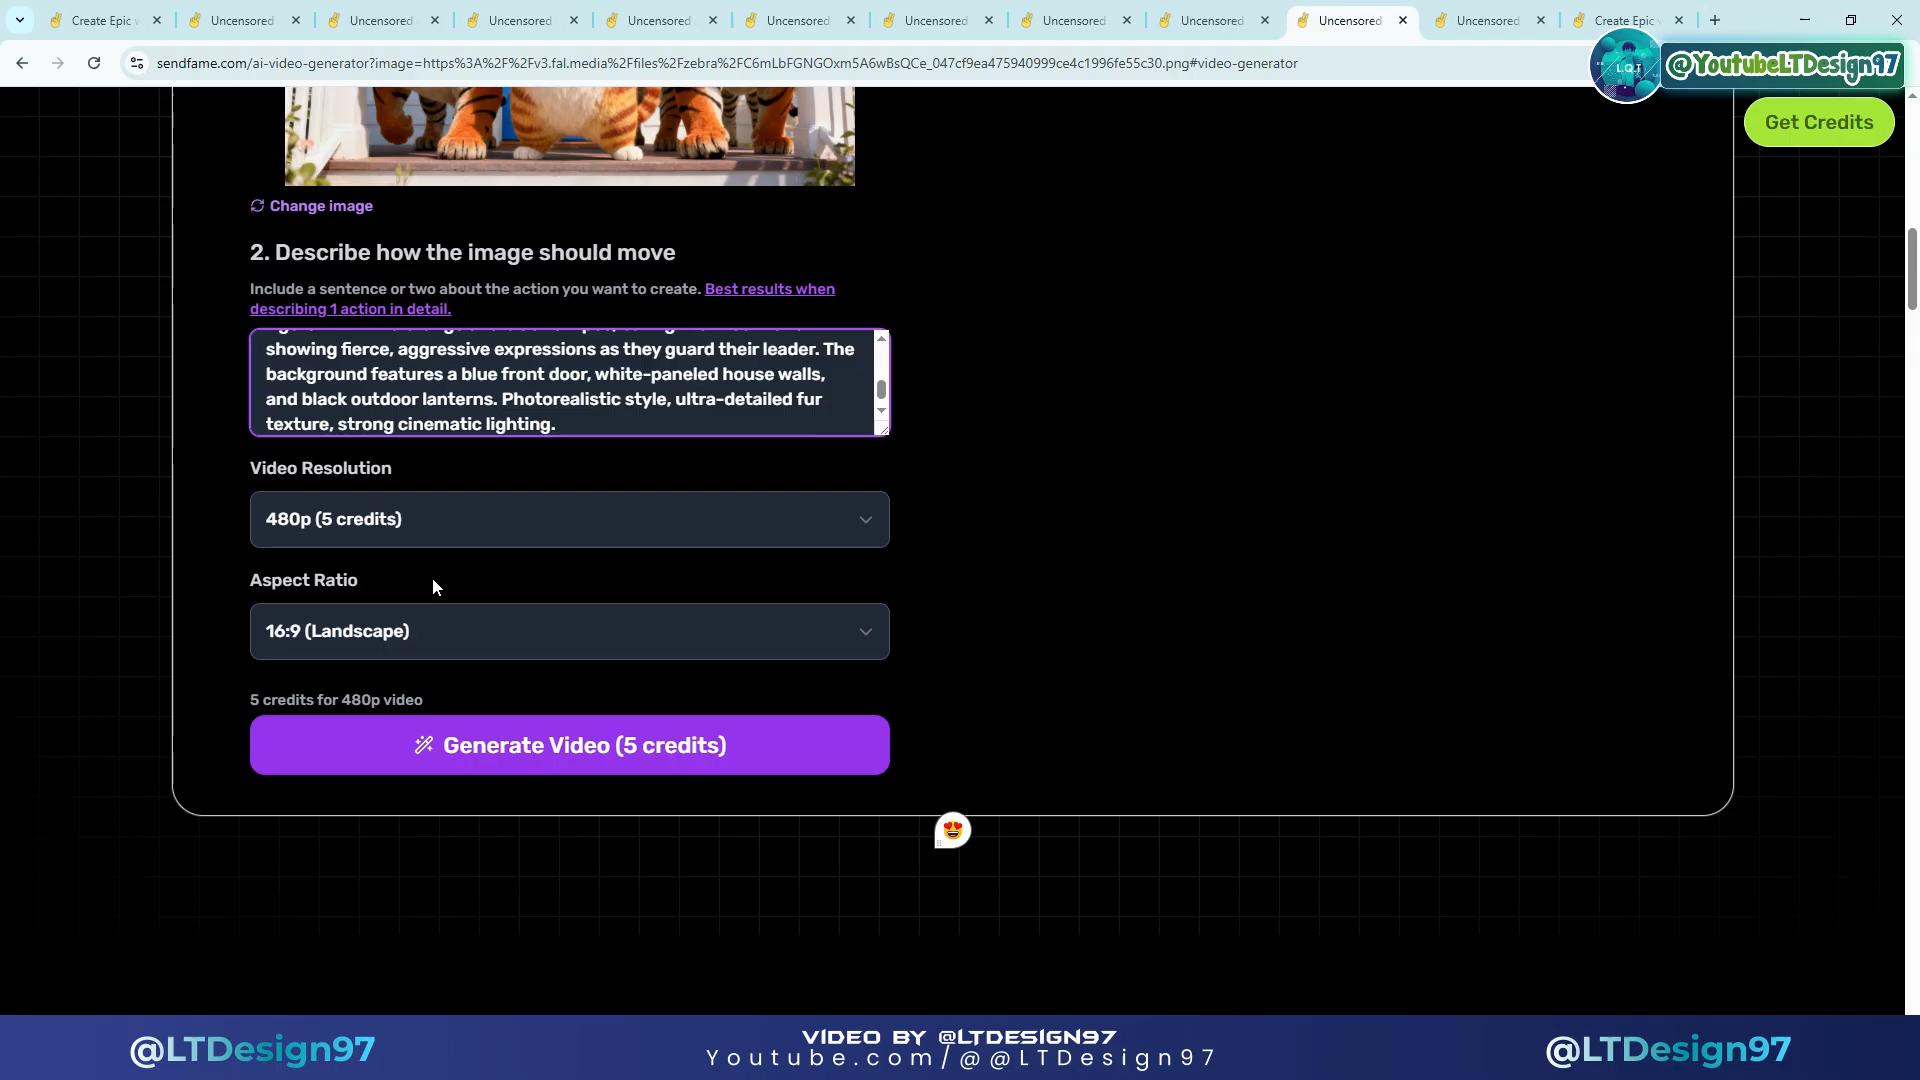 Create Epic
Uncensored
Uncensored
Uncensored
Uncensored
Uncensored
Uncensored
Uncensored
Uncensored
Uncensored
Uncensored
Create Epic
sendfame.com/ai-video-generator?image=https%3A%2F%2Fv3.fal.media%2Ffiles%2Fzebra%2FC6mLbFGNGOxm5A6wBsQCe_047cf9ea475940999ce4c1996fe55c30.png#video-generator
L.Q.T
@YoutubeLTDesign97
Get Credits
Change image
2. Describe how the image should move
Include a sentence or two about the action you want to create. Best results when
describing 1 action in detail.
showing fierce, aggressive expressions as they guard their leader. The
background features a blue front door, white-paneled house walls,
and black outdoor lanterns. Photorealistic style, ultra-detailed fur
texture, strong cinematic lighting.
Video Resolution
480p (5 credits)
Aspect Ratio
16:9 (Landscape)
5 credits for 480p video
Generate Video (5 credits)
@LTDesign97
VIDEO BY @LTDESIGN97
Youtube.com/@@LTDesign97
@LTDesign97